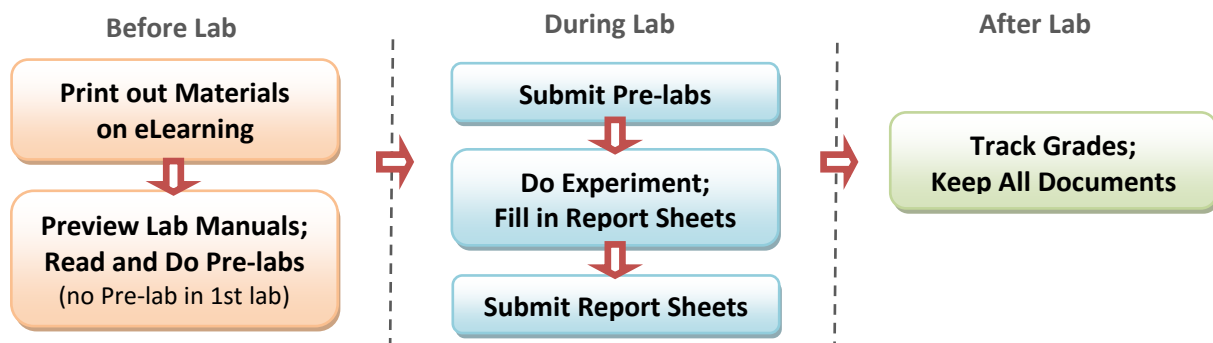 Before Lab
Print out Materials
on eLearning
Preview Lab Manuals;
Read and Do Pre-labs
(no Pre-lab in 1st lab)
During Lab
Submit Pre-labs
Do Experiment;
Fill in Report Sheets
Submit Report Sheets
After Lab
Track Grades;
Keep All Documents